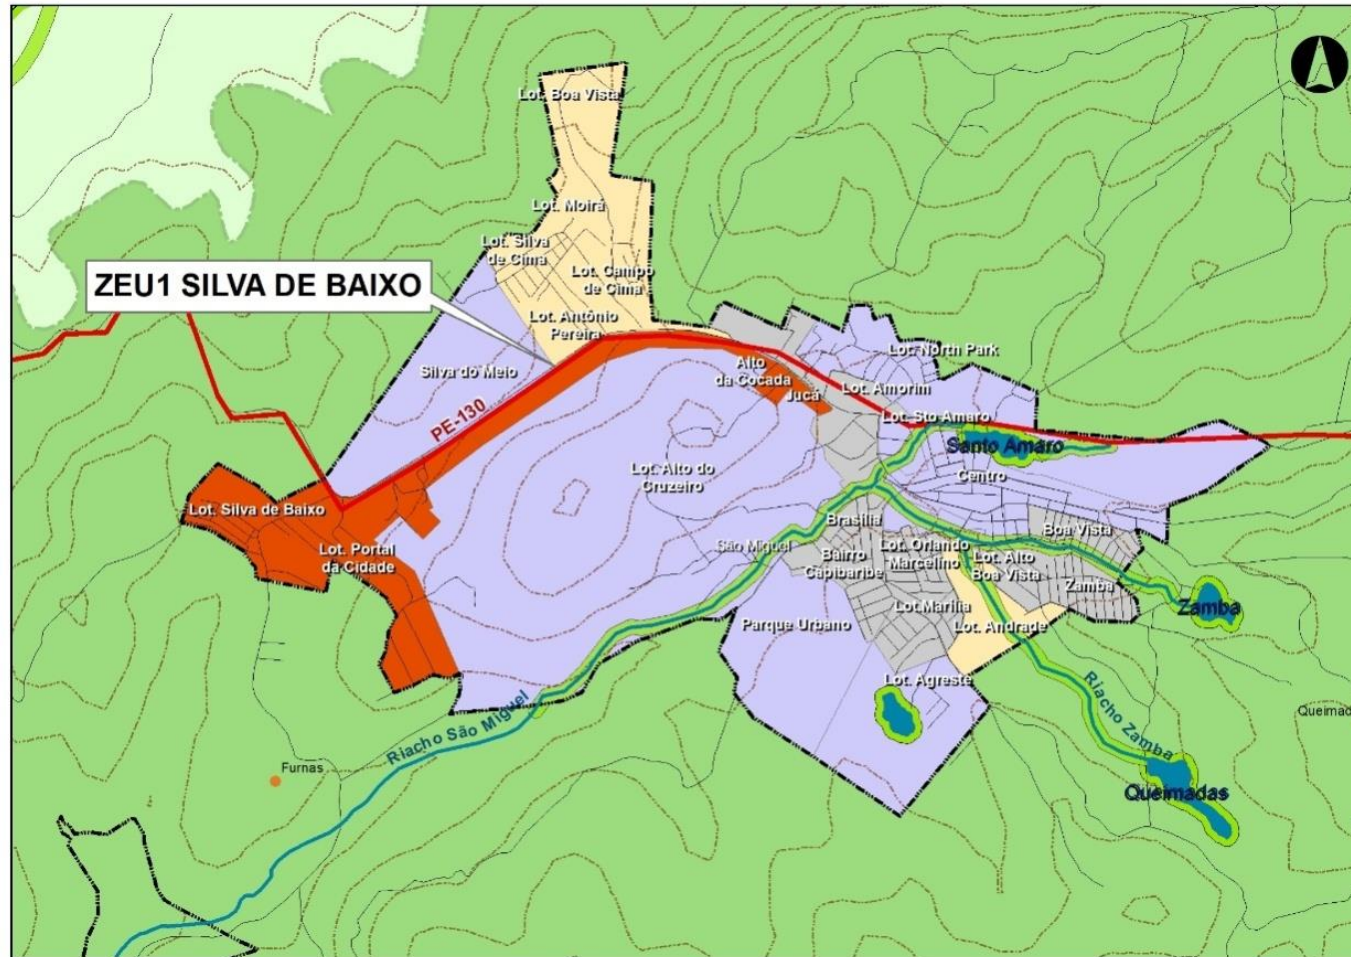 Lot. Boa Vista
Lot. Moirá
Lot. Silva
de Cima
Lot. Campo
de Cima
ZEU1 SILVA DE BAIXO
Lot. Antônio
Pereira
Silva do Meio
PE-130
Alto
da Cocada
Jucá
Lot. North Park
Lot. Amorim
Lot. Sto Amaro
Santo Amaro
Centro
Lot. Alto do
Cruzeiro
Lot. Silva de Baixo
Lot. Portal
da Cidade
São Miguel
Brasília
Bairro
Capibaribe
Lot. Orlando
Marcelino
Lot. Alto
Boa Vista
Boa Vista
Zamba
Zamba
Lot.Marília
Lot. Andrade
Parque Urbano
Lot. Agreste
Riacho São Miguel
Riacho Zamba
Queimadas
Queimad
Furnas